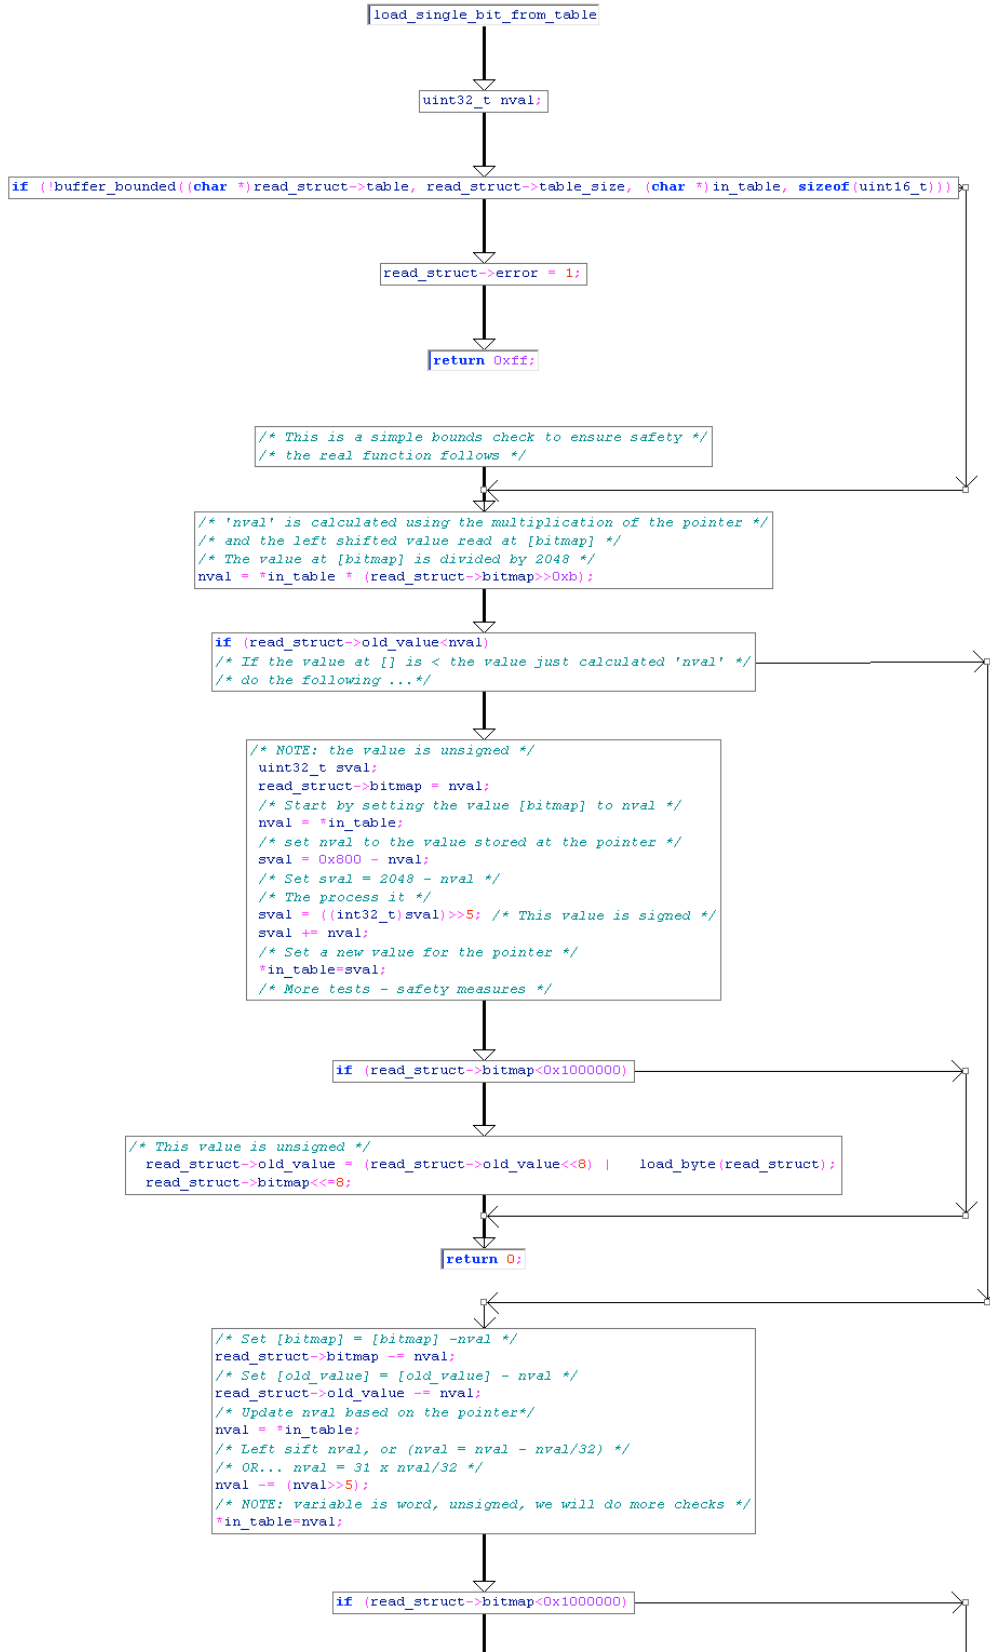 load_single_bit_from_table
uint32_t nval;
if (!buffer_bounded((char *)read_struct->table, read_struct->table_size, (char *)in_table, sizeof(uint16_t)))
read_struct->error = 1;
return 0xff;
/* This is a simple bounds check to ensure safety */
/* the real function follows */
/* 'nval' is calculated using the multiplication of the pointer */
/* and the left shifted value read at [bitmap] */
/* The value at [bitmap] is divided by 2048 */
nval = *in_table * (read_struct->bitmap>>0xb);
if (read_struct->old_value<nval)
/* If the value at [] is < the value just calculated 'nval' */
/* do the following ...*/
/* NOTE: the value is unsigned */
uint32_t sval;
read_struct->bitmap = nval;
/* Start by setting the value [bitmap] to nval */
nval = *in_table;
/* set nval to the value stored at the pointer */
sval = 0x800 - nval;
/* Set sval = 2048 - nval */
/* The process it */
sval = ((int32_t)sval)>>5; /* This value is signed */
sval += nval;
/* Set a new value for the pointer */
*in_table=sval;
/* More tests - safety measures */
if (read_struct->bitmap<0x1000000)
/* This value is unsigned */
read_struct->old_value = (read_struct->old_value<<8) |   load_byte(read_struct);
read_struct->bitmap<<=8;
return 0;
/* Set [bitmap] = [bitmap] -nval */
read_struct->bitmap -= nval;
/* Set [old_value] = [old_value] - nval */
read_struct->old_value -= nval;
/* Update nval based on the pointer*/
nval = *in_table;
/* Left sift nval, or (nval = nval - nval/32) */
/* OR... nval = 31 x nval/32 */
nval -= (nval>>5);
/* NOTE: variable is word, unsigned, we will do more checks */
*in_table=nval;
if (read_struct->bitmap<0x1000000)